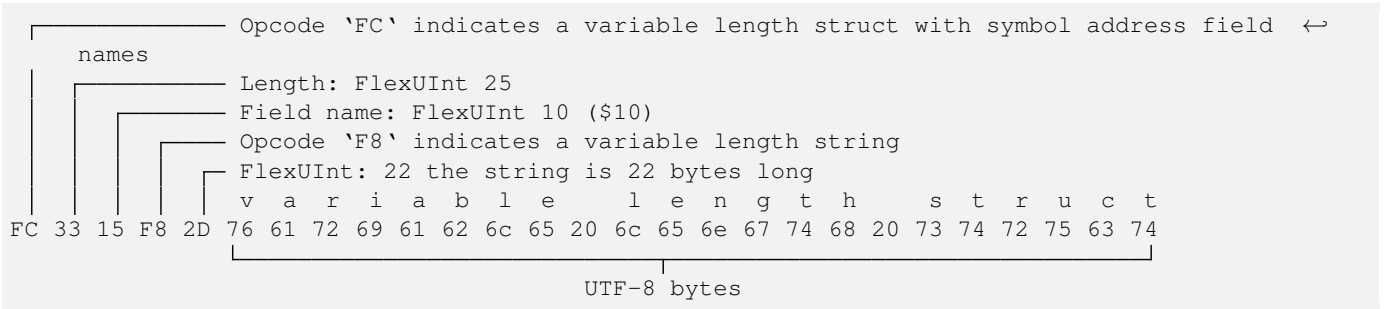 Opcode ‘FC‘ indicates a variable length struct with symbol address field ↩
names
Length: FlexUInt 25
Field name: FlexUInt 10 ($10)
Opcode ‘F8‘ indicates a variable length string
FlexUInt: 22 the string is 22 bytes long
v a r i a b l e l e n g t h s t r u c t
FC 33 15 F8 2D 76 61 72 69 61 62 6c 65 20 6c 65 6e 67 74 68 20 73 74 72 75 63 74
UTF-8 bytes